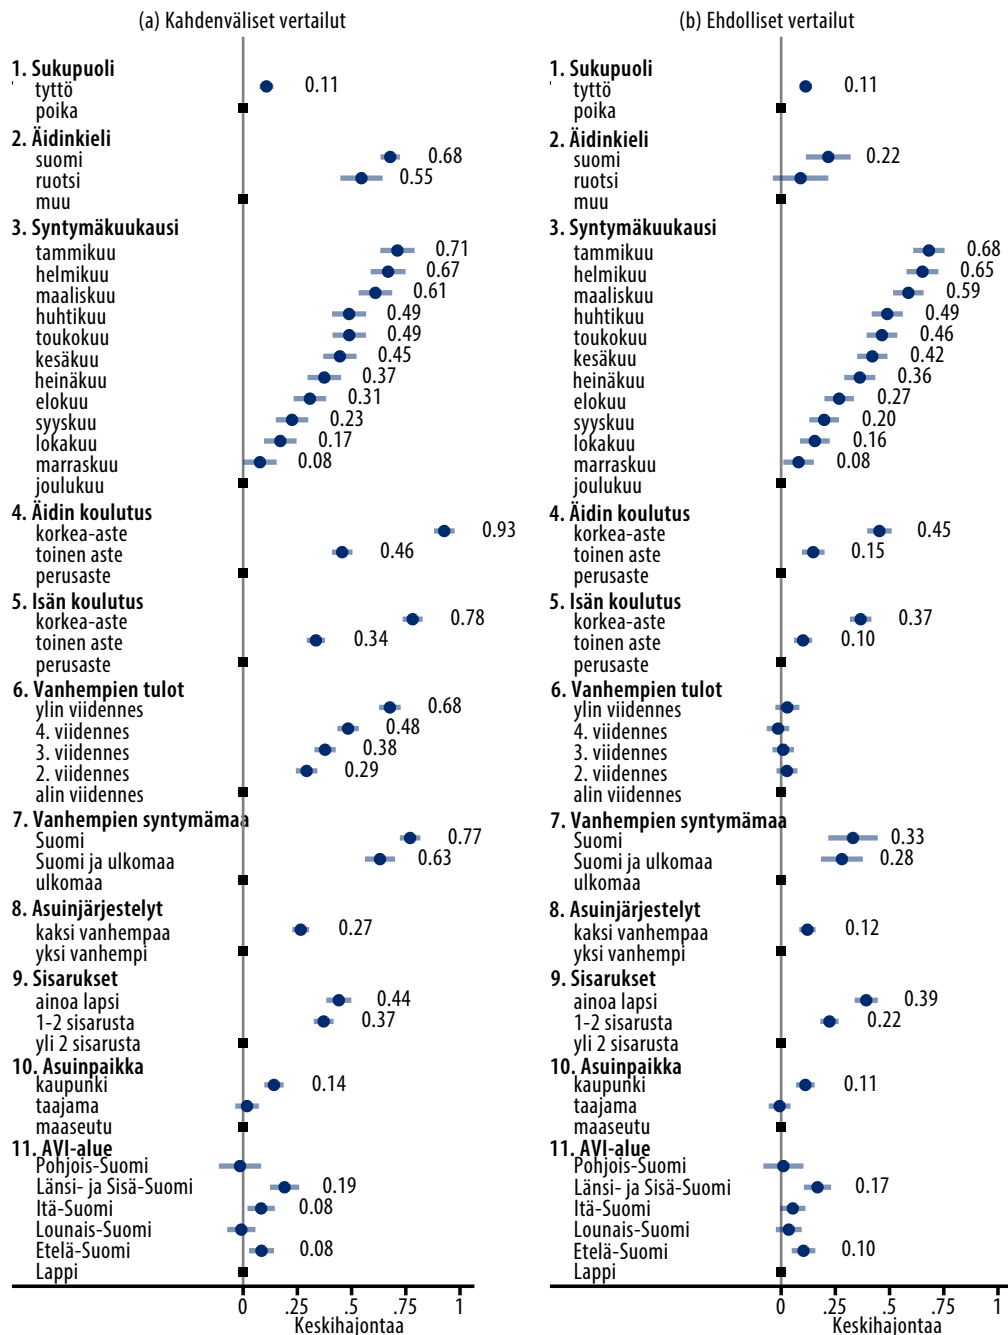 (a) Kahdenväliset vertailut
1. Sukupuoli
tyttö 0.11
poika
2. Äidinkieli
suomi 0.68
ruotsi 0.55
muu
3. Syntymäkuukausi
tammikuu 0.71
helmikuu 0.67
maaliskuu 0.61
huhtikuu 0.49
toukokuu 0.49
kesäkuu 0.45
heinäkuu 0.37
elokuu 0.31
syyskuu 0.23
lokakuu 0.17
marraskuu 0.08
joulukuu
4. Äidin koulutus
korkea-aste 0.93
toinen aste 0.46
perusaste
5. Isän koulutus
korkea-aste 0.78
toinen aste 0.34
perusaste
6. Vanhempien tulot
ylin viidennes 0.68
4. viidennes 0.48
3. viidennes 0.38
2. viidennes 0.29
alin viidennes
7. Vanhempien syntymämaa
Suomi 0.77
Suomi ja ulkomaa 0.63
ulkomaa
8. Asuinjärjestelyt
kaksi vanhempaa 0.27
yksi vanhempi
9. Sisarukset
ainoa lapsi 0.44
1-2 sisarusta 0.37
yli 2 sisarusta
10. Asuinpaikka
kaupunki 0.14
taajama
maaseutu
11. AVI-alue
Pohjois-Suomi
Länsi- ja Sisä-Suomi 0.19
Itä-Suomi 0.08
Lounais-Suomi
Etelä-Suomi 0.08
Lappi
0 .25 .5 .75 1
Keskihajontaa
(b) Ehdolliset vertailut
1. Sukupuoli
tyttö 0.11
poika
2. Äidinkieli
suomi 0.22
ruotsi
muu
3. Syntymäkuukausi
tammikuu 0.68
helmikuu 0.65
maaliskuu 0.59
huhtikuu 0.49
toukokuu 0.46
kesäkuu 0.42
heinäkuu 0.36
elokuu 0.27
syyskuu 0.20
lokakuu 0.16
marraskuu 0.08
joulukuu
4. Äidin koulutus
korkea-aste 0.45
toinen aste 0.15
perusaste
5. Isän koulutus
korkea-aste 0.37
toinen aste 0.10
perusaste
6. Vanhempien tulot
ylin viidennes
4. viidennes
3. viidennes
2. viidennes
alin viidennes
7. Vanhempien syntymämaa
Suomi 0.33
Suomi ja ulkomaa 0.28
ulkomaa
8. Asuinjärjestelyt
kaksi vanhempaa 0.12
yksi vanhempi
9. Sisarukset
ainoa lapsi 0.39
1-2 sisarusta 0.22
yli 2 sisarusta
10. Asuinpaikka
kaupunki 0.11
taajama
maaseutu
11. AVI-alue
Pohjois-Suomi
Länsi- ja Sisä-Suomi 0.17
Itä-Suomi
Lounais-Suomi
Etelä-Suomi 0.10
Lappi
0 .25 .5 .75 1
Keskihajontaa